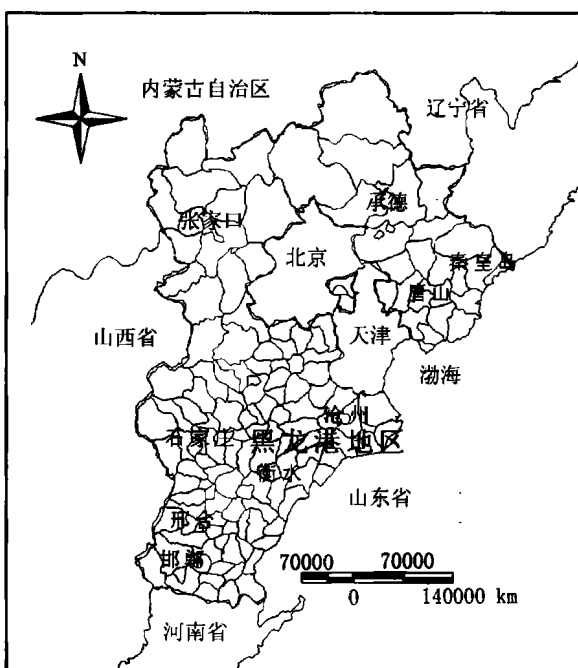 N
内蒙古自治区
辽宁省
承德
张家口
北京
秦皇岛
唐山
山西省
天津
渤海
沧州
石家庄
黑龙港地区
衡水
山东省
邢台
邯郸
70000 70000
0 140000 km
河南省